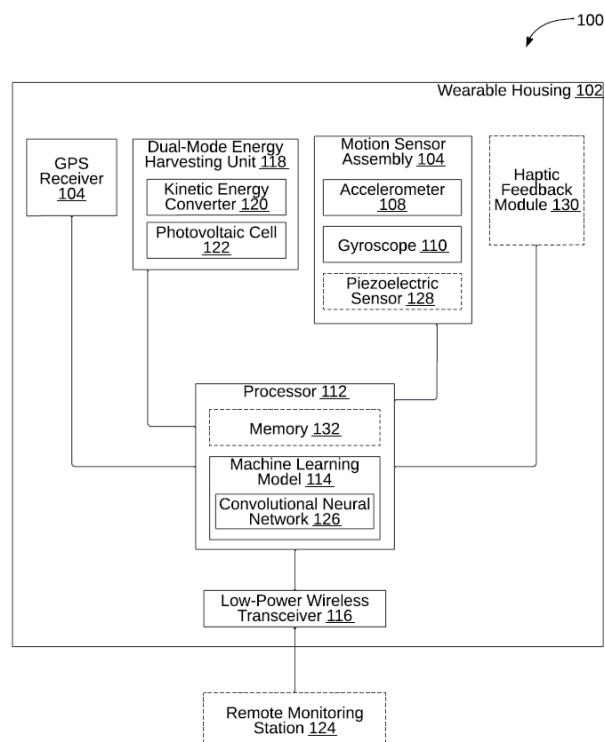 100
Wearable Housing 102
GPS
Receiver
104
Dual-Mode Energy
Harvesting Unit 118
Kinetic Energy
Converter 120
Photovoltaic Cell
122
Motion Sensor
Assembly 104
Accelerometer
108
Gyroscope 110
Piezoelectric
Sensor 128
Haptic
Feedback
Module 130
Processor 112
Memory 132
Machine Learning
Model 114
Convolutional Neural
Network 126
Low-Power Wireless
Transceiver 116
Remote Monitoring
Station 124